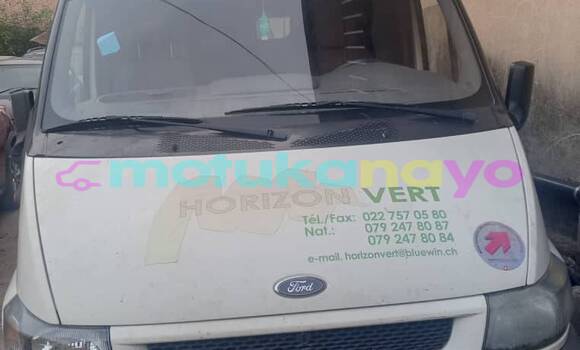 motukanayo
HORIZON VERT
Tél./Fax: 022 757 05 80
Nat.: 079 247 80 87
079 247 80 84
e-mail. horizonvert@bluewin.ch
Ford